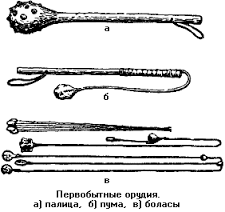 а
б
в
Первобытные орудия.
а) палица, б) пума, в) боласы